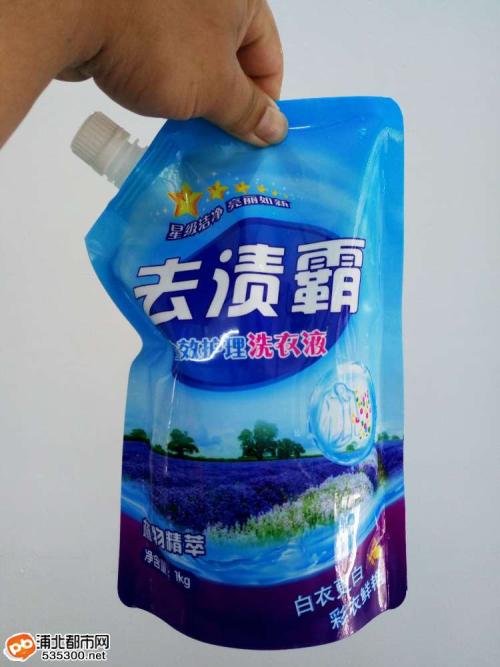 星级洁净 亮丽如新
去渍霸
效护理洗衣液
植物精萃
净含量：1kg
白衣更白
彩衣鲜艳
浦北都市网
535300.net